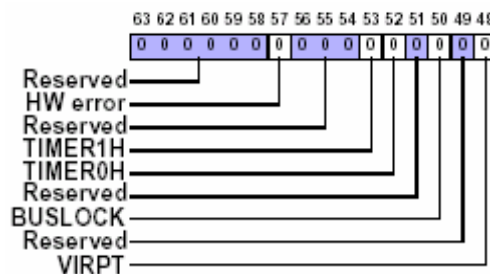 63 62 61 60 59 58 57 56 55 54 53 52 51 50 49 48
0 0 0 0 0 0 0 0 0 0 0 0 0 0 0 0
Reserved
HW error
Reserved
TIMER1H
TIMER0H
Reserved
BUSLOCK
Reserved
VIRPT